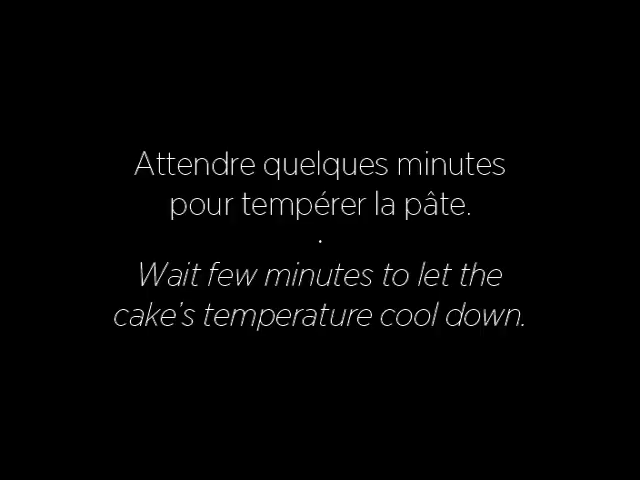 Attendre quelques minutes
pour tempérer la pâte.
.
Wait few minutes to let the
cake's temperature cool down.